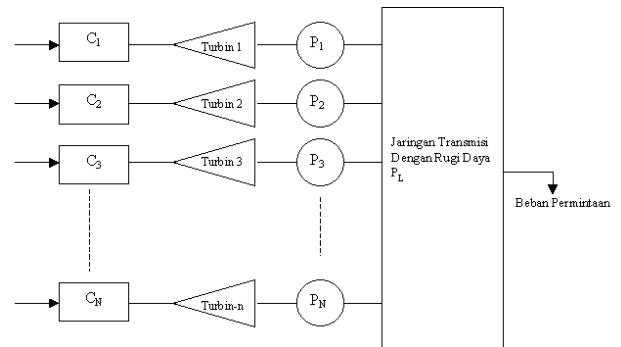 C1
Turbin 1
P1
C2
Turbin 2
P2
C3
Turbin 3
P3
Jaringan Transmisi
Dengan Rugi Daya
PL
Beban Permintaan
CN
Turbin-n
PN